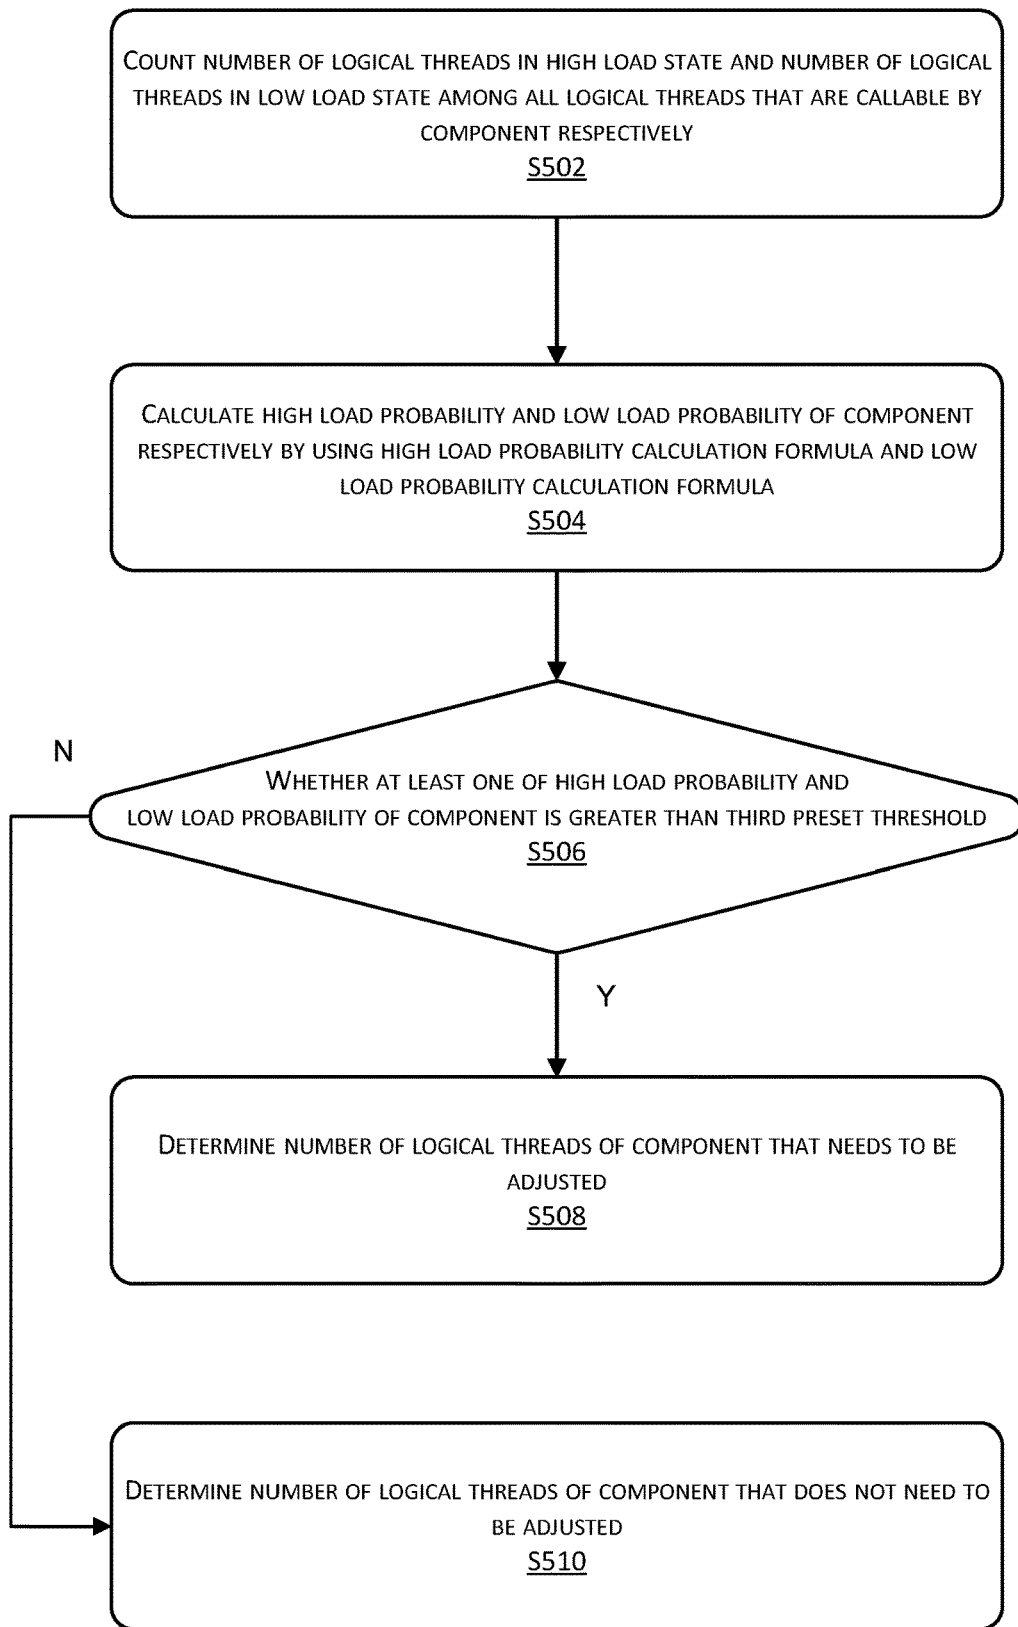 COUNT NUMBER OF LOGICAL THREADS IN HIGH LOAD STATE AND NUMBER OF LOGICAL
THREADS IN LOW LOAD STATE AMONG ALL LOGICAL THREADS THAT ARE CALLABLE BY
COMPONENT RESPECTIVELY
S502
CALCULATE HIGH LOAD PROBABILITY AND LOW LOAD PROBABILITY OF COMPONENT
RESPECTIVELY BY USING HIGH LOAD PROBABILITY CALCULATION FORMULA AND LOW
LOAD PROBABILITY CALCULATION FORMULA
S504
N
WHETHER AT LEAST ONE OF HIGH LOAD PROBABILITY AND
LOW LOAD PROBABILITY OF COMPONENT IS GREATER THAN THIRD PRESET THRESHOLD
S506
Y
DETERMINE NUMBER OF LOGICAL THREADS OF COMPONENT THAT NEEDS TO BE
ADJUSTED
S508
DETERMINE NUMBER OF LOGICAL THREADS OF COMPONENT THAT DOES NOT NEED TO
BE ADJUSTED
S510